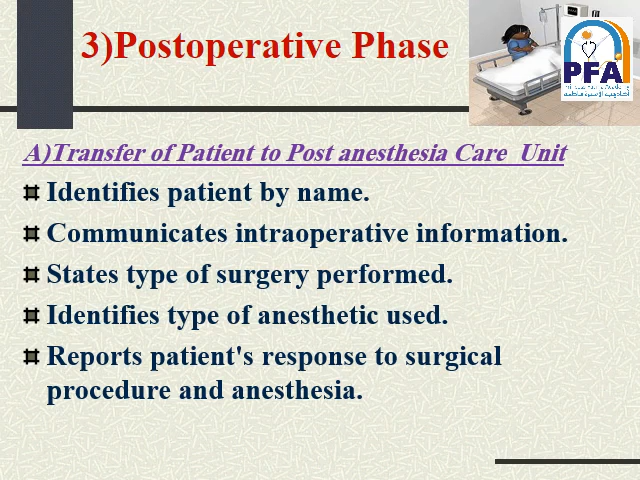 3)Postoperative Phase
PFA
A)Transfer of Patient to Post anesthesia Care Unit
Identifies patient by name.
Communicates intraoperative information.
States type of surgery performed.
Identifies type of anesthetic used.
Reports patient's response to surgical
procedure and anesthesia.